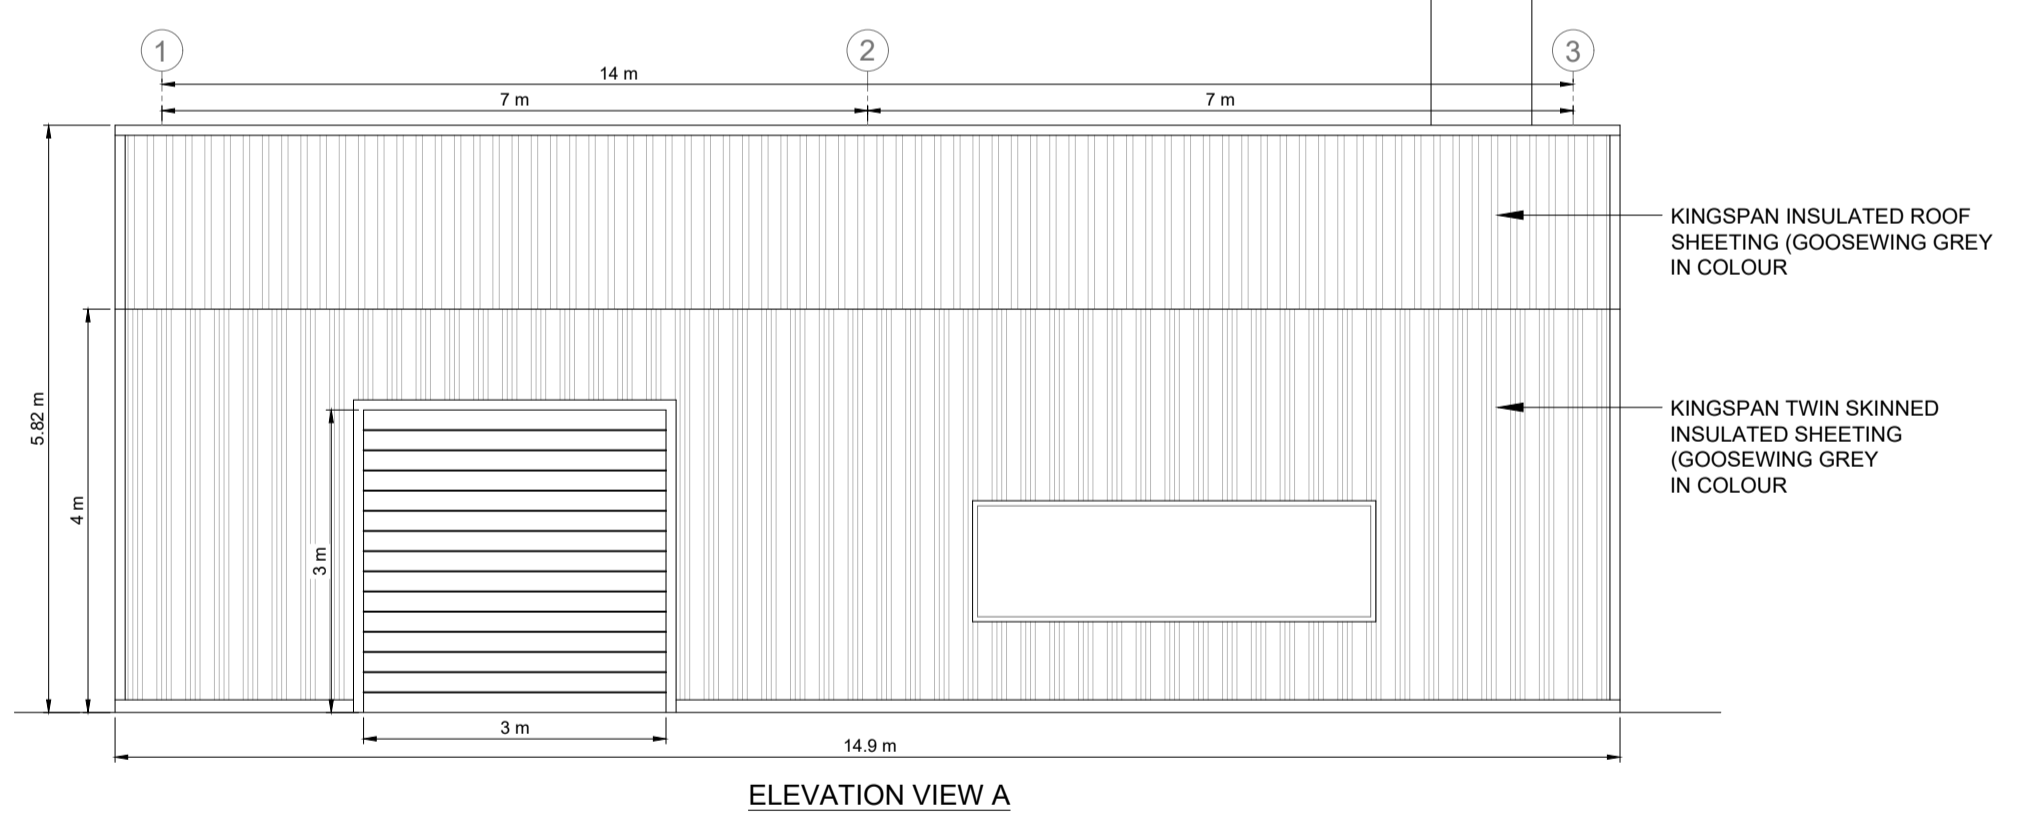 1
2
3
14 m
7 m
7 m
KINGSPAN INSULATED ROOF
SHEETING (GOOSEWING GREY
IN COLOUR
5.82 m
4 m
3 m
KINGSPAN TWIN SKINNED
INSULATED SHEETING
(GOOSEWING GREY
IN COLOUR
3 m
14.9 m
ELEVATION VIEW A